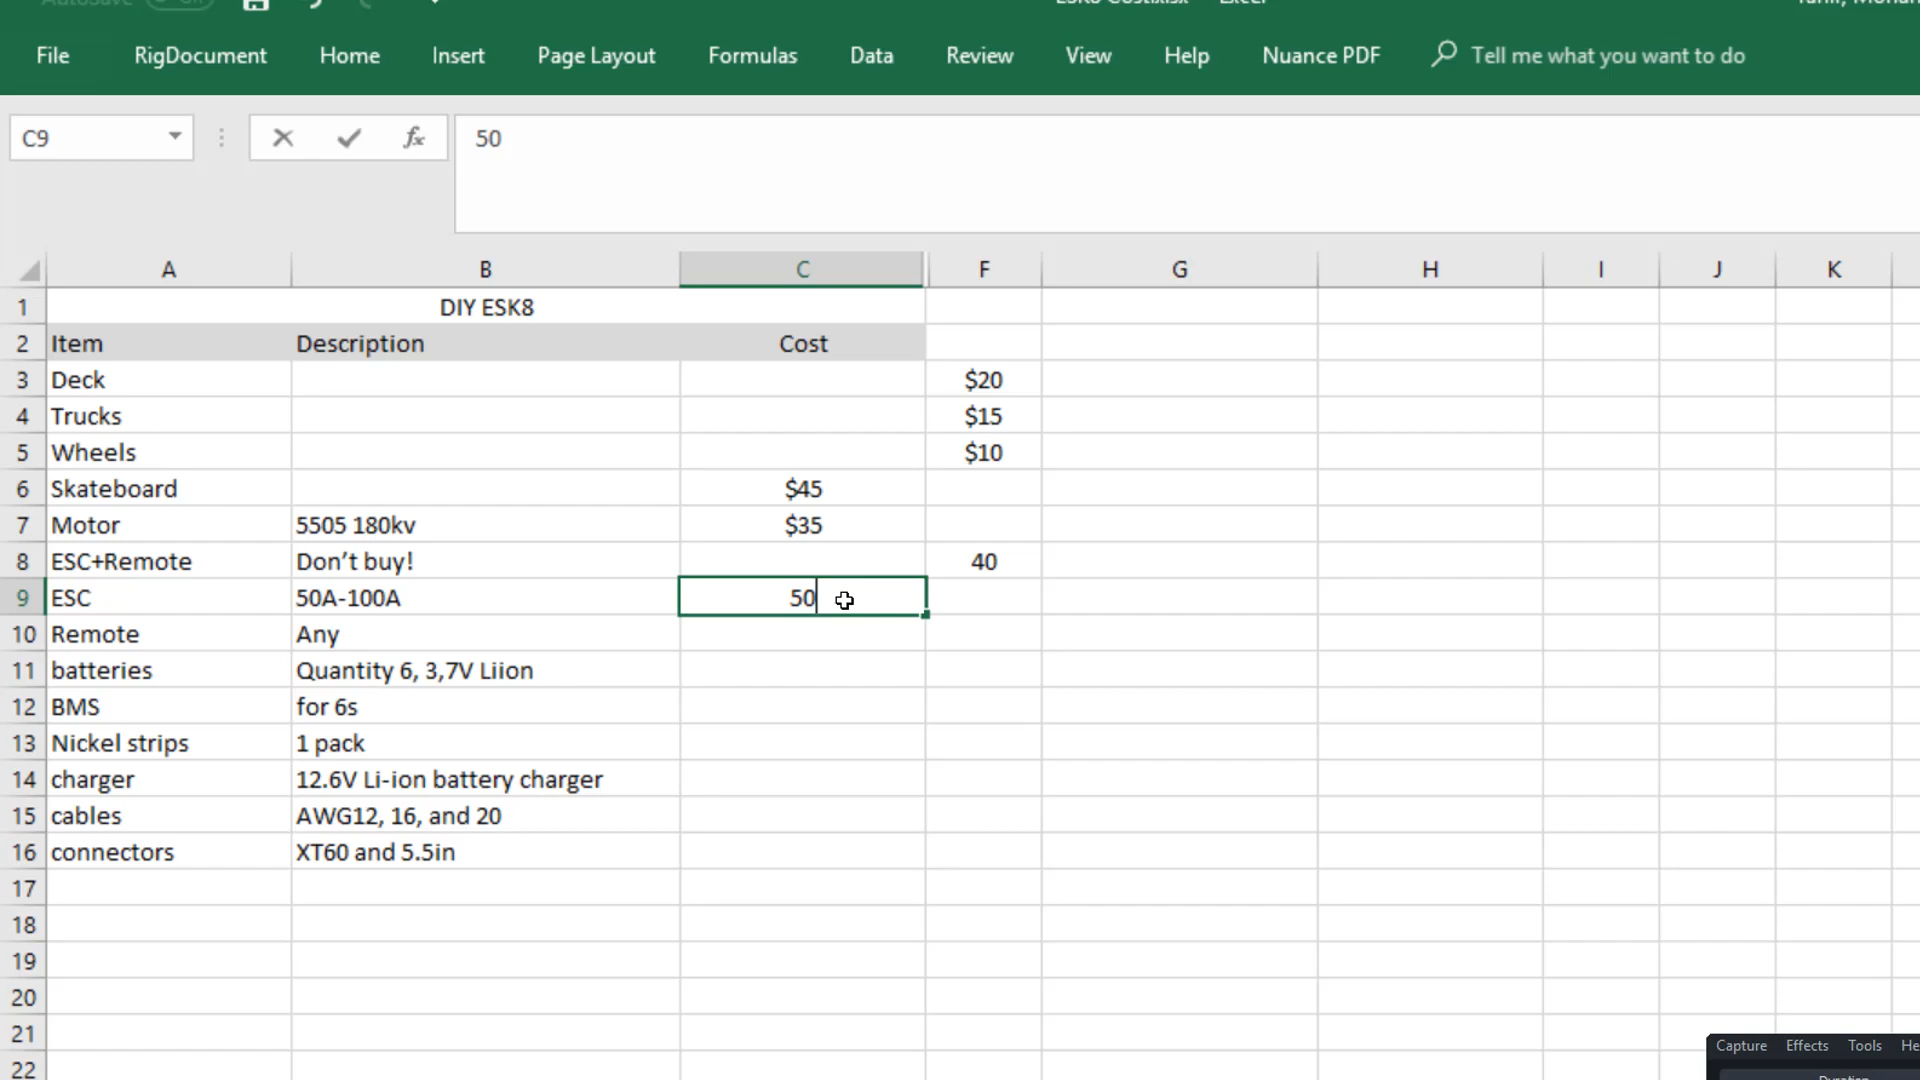 File RigDocument Home Insert Page Layout Formulas Data Review View Help Nuance PDF Tell me what you want to do
C9 fx 50
A B C F G H I J K
1 DIY ESK8
2 Item Description Cost
3 Deck $20
4 Trucks $15
5 Wheels $10
6 Skateboard $45
7 Motor 5505 180kv $35
8 ESC+Remote Don’t buy! 40
9 ESC 50A-100A 50
10 Remote Any
11 batteries Quantity 6, 3,7V Liion
12 BMS for 6s
13 Nickel strips 1 pack
14 charger 12.6V Li-ion battery charger
15 cables AWG12, 16, and 20
16 connectors XT60 and 5.5in
17
18
19
20
21
22
Capture Effects Tools